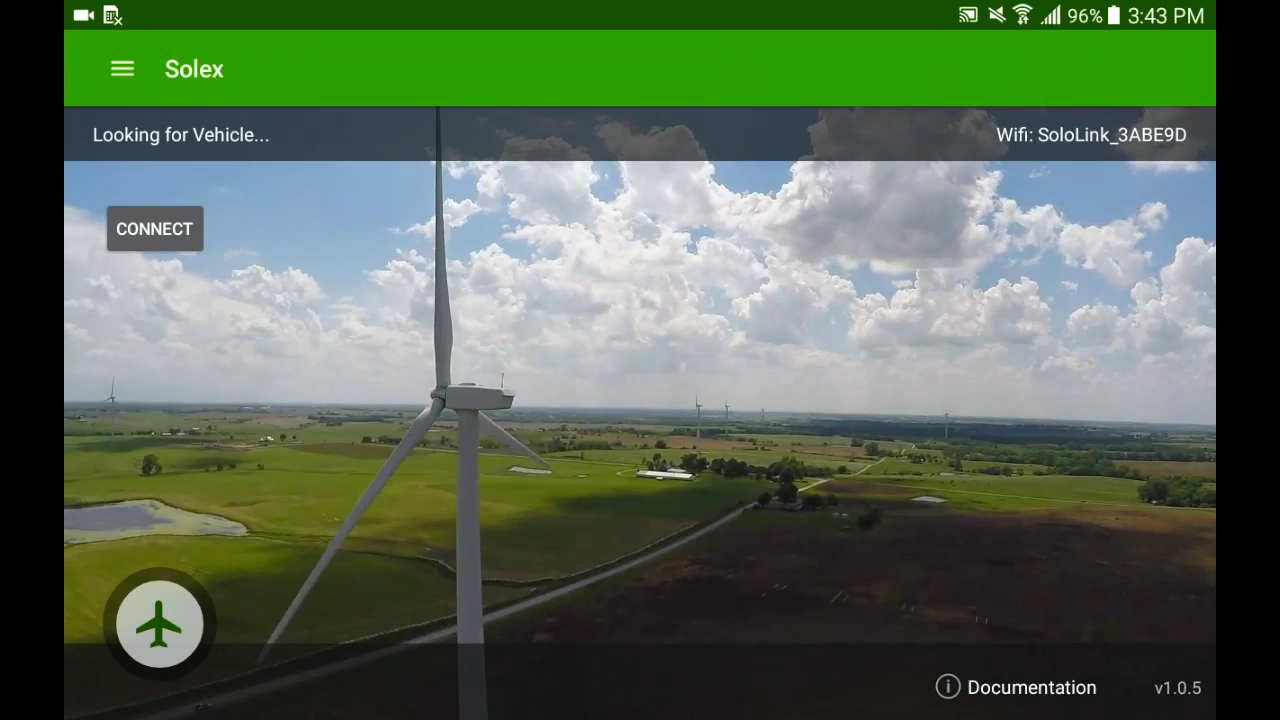 96% 3:43 PM
Solex
Looking for Vehicle... Wifi: SoloLink_3ABE9D
CONNECT
Documentation v1.0.5